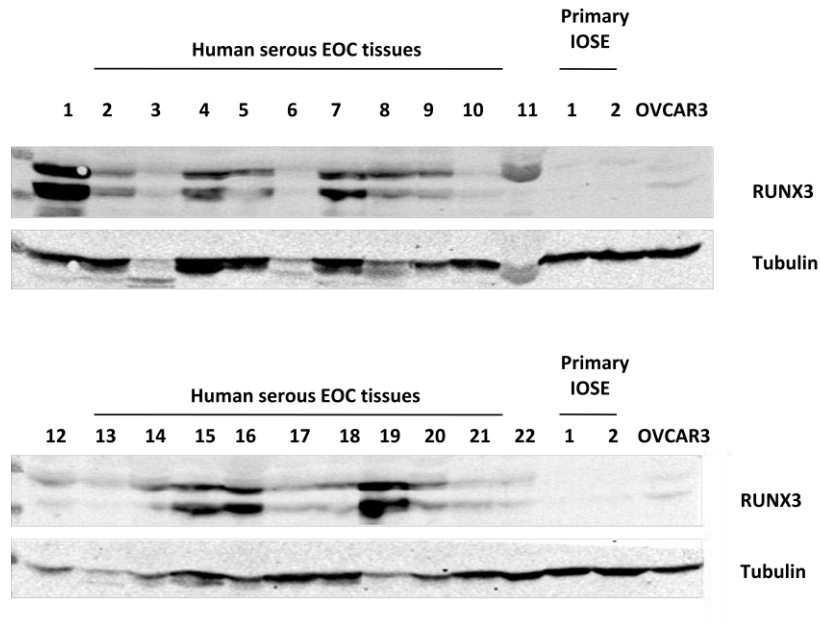 Primary
IOSE
Human serous EOC tissues
1 2 3 4 5 6 7 8 9 10 11 1 2 OVCAR3
RUNX3
Tubulin
Primary
IOSE
Human serous EOC tissues
12 13 14 15 16 17 18 19 20 21 22 1 2 OVCAR3
RUNX3
Tubulin